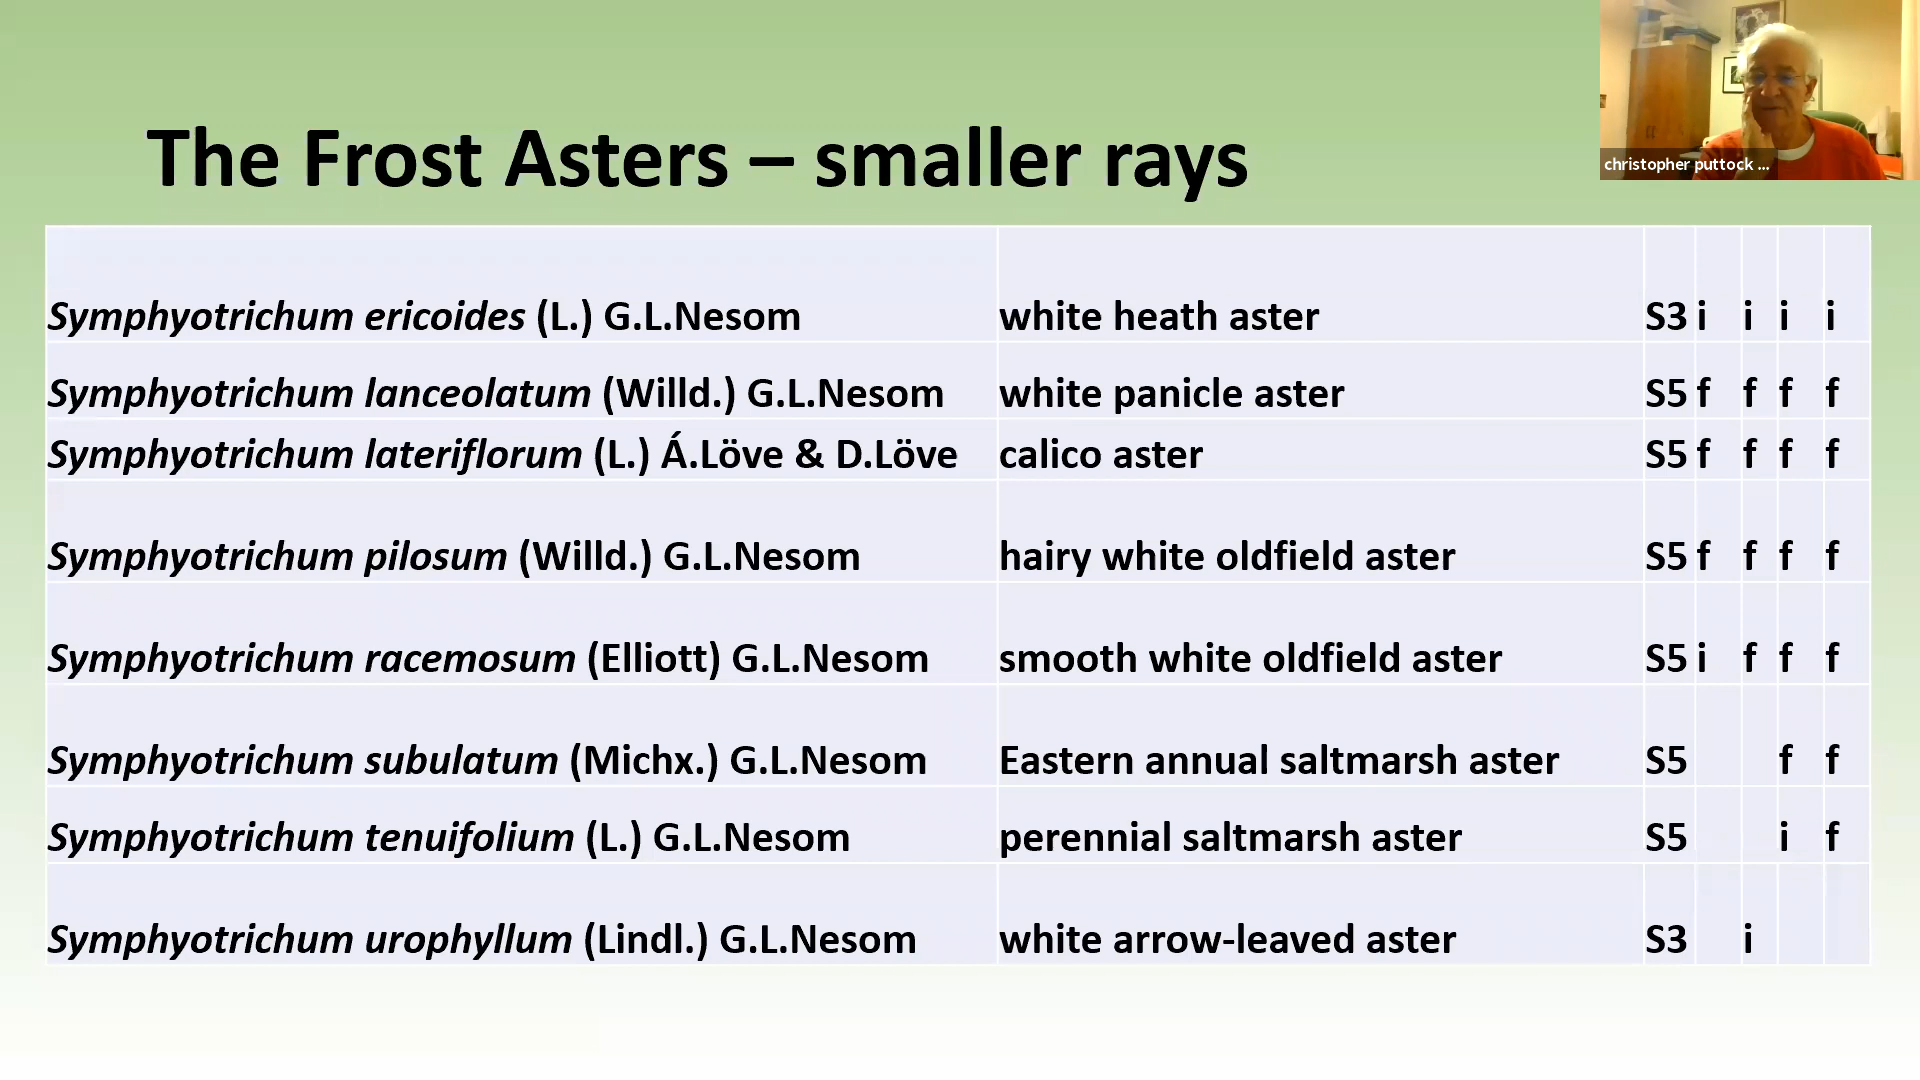 The Frost Asters – smaller rays
christopher puttock ...
Symphyotrichum ericoides (L.) G.L.Nesom white heath aster S3 i i i i
Symphyotrichum lanceolatum (Willd.) G.L.Nesom white panicle aster S5 f f f f
Symphyotrichum lateriflorum (L.) Á.Löve & D.Löve calico aster S5 f f f f
Symphyotrichum pilosum (Willd.) G.L.Nesom hairy white oldfield aster S5 f f f f
Symphyotrichum racemosum (Elliott) G.L.Nesom smooth white oldfield aster S5 i f f f
Symphyotrichum subulatum (Michx.) G.L.Nesom Eastern annual saltmarsh aster S5 f f
Symphyotrichum tenuifolium (L.) G.L.Nesom perennial saltmarsh aster S5 i f
Symphyotrichum urophyllum (Lindl.) G.L.Nesom white arrow-leaved aster S3 i